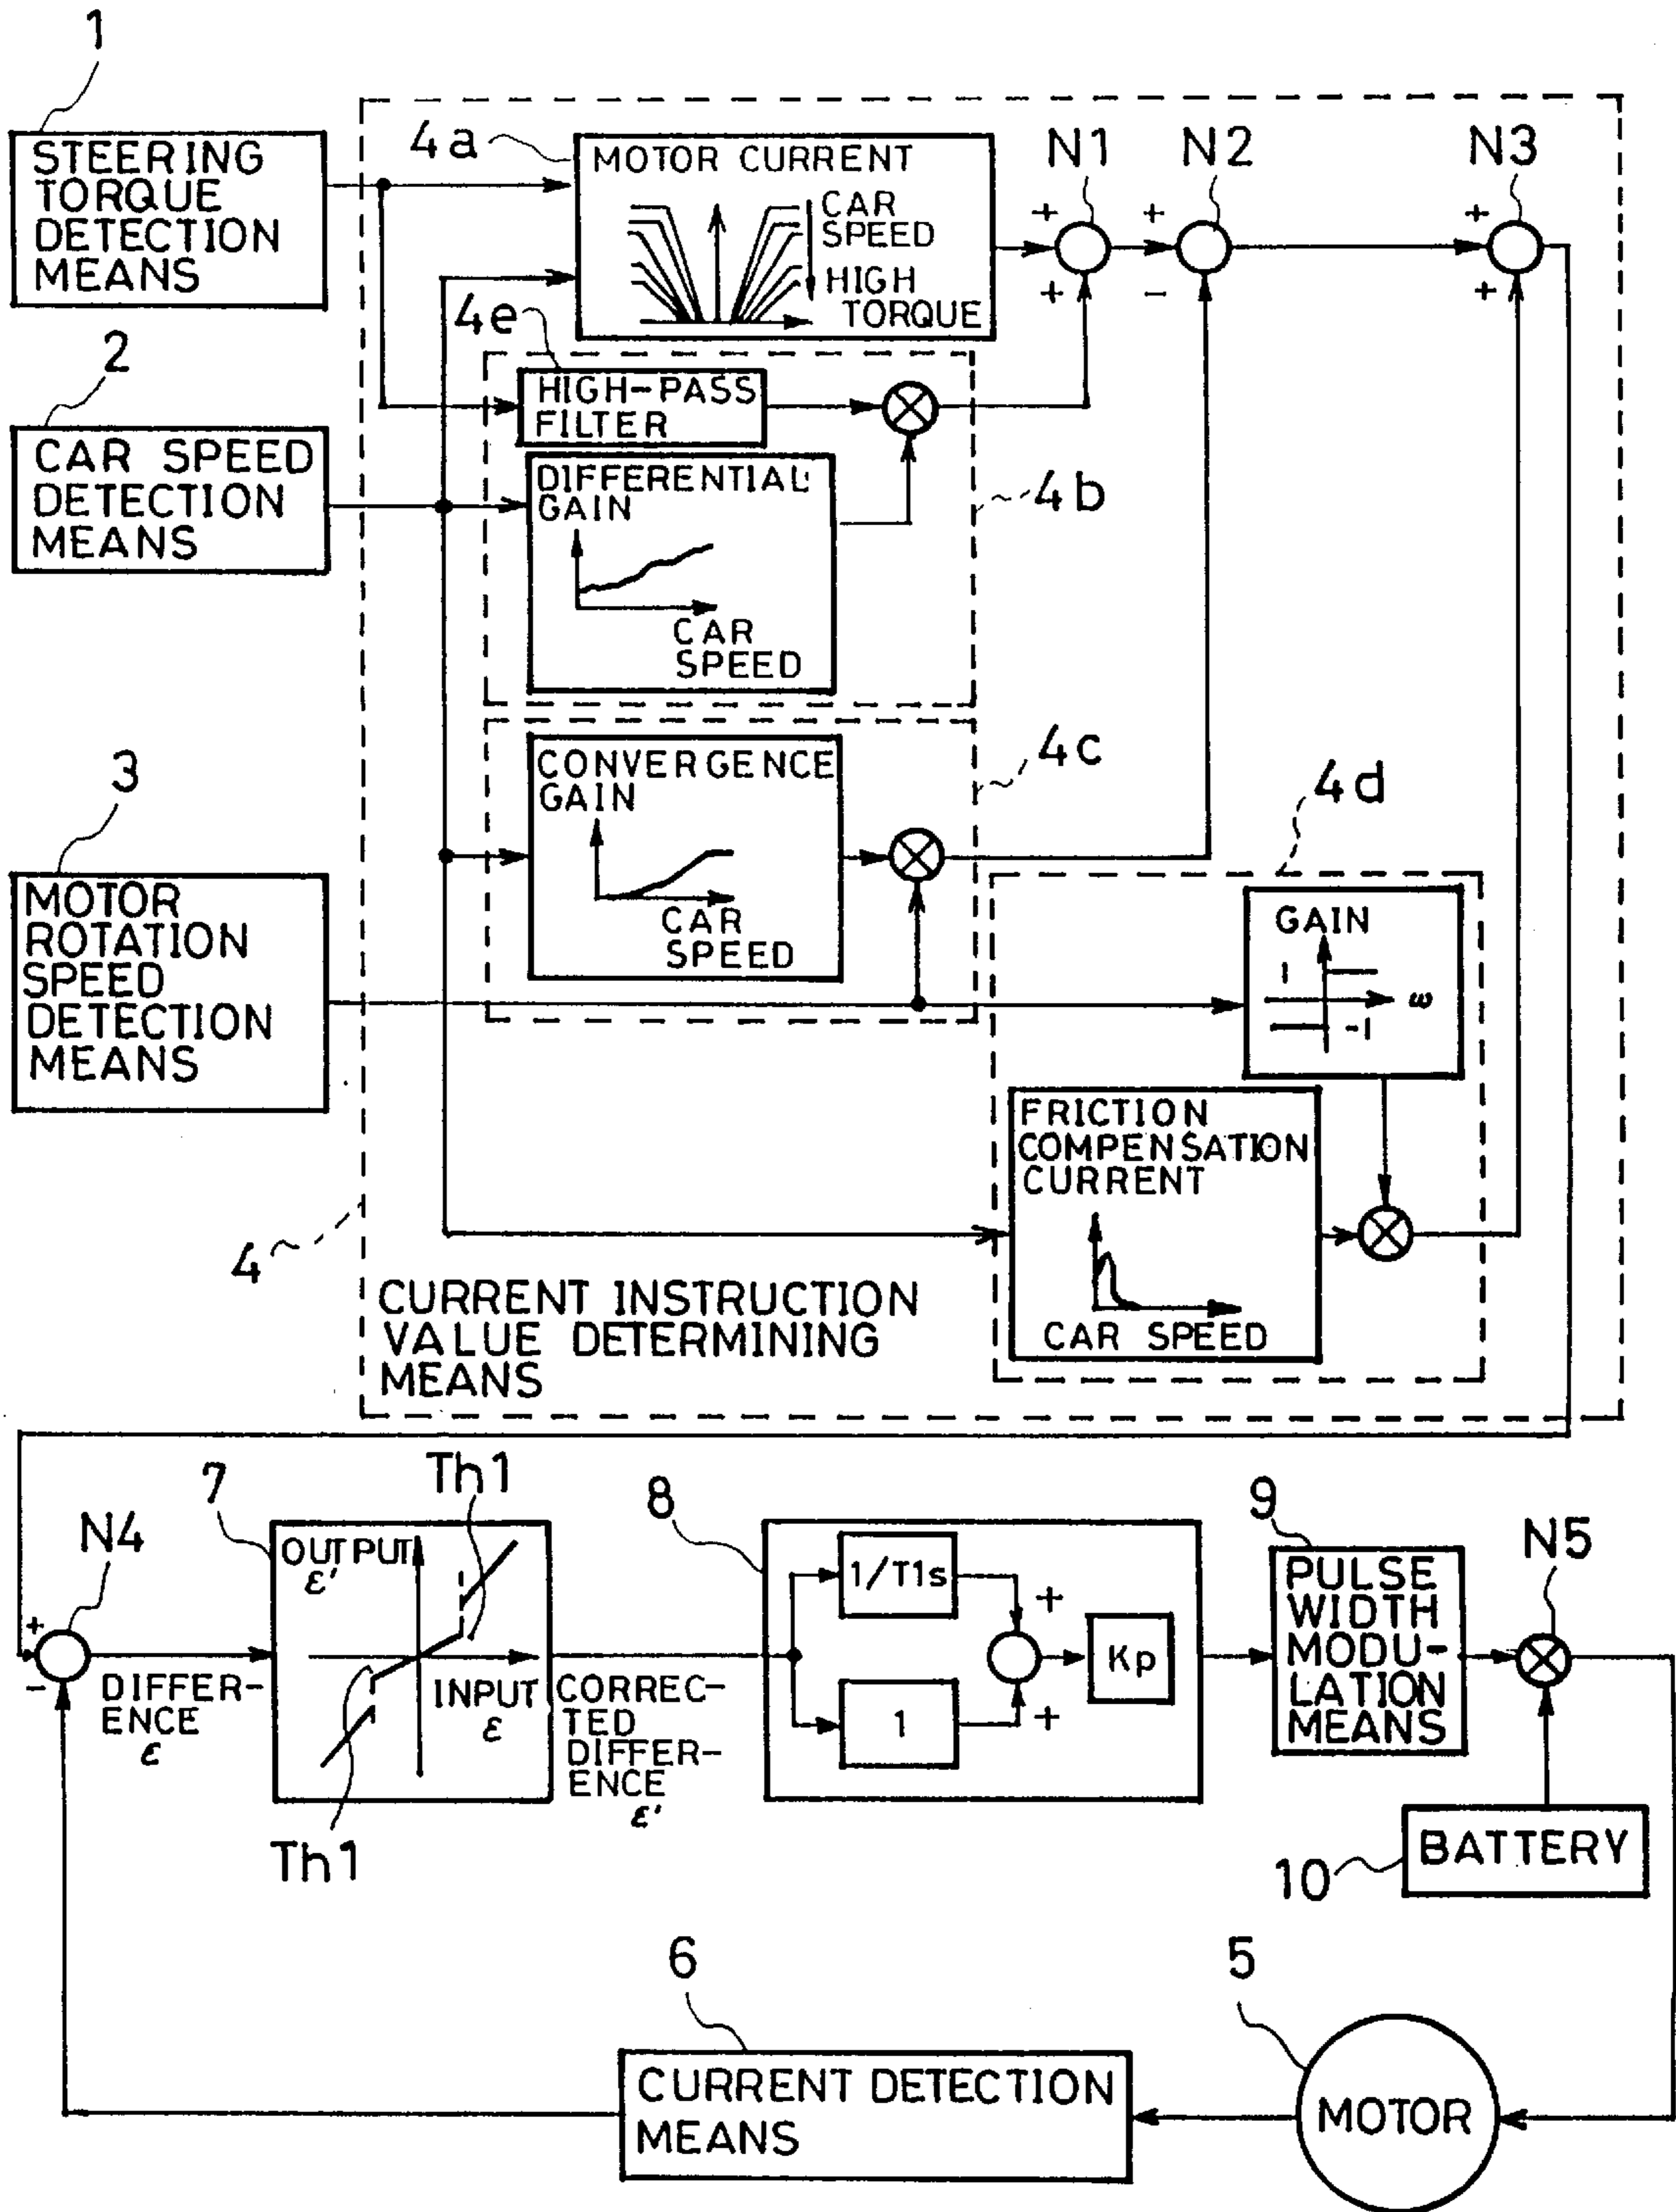 1
STEERING
TORQUE
DETECTION
MEANS
4a
MOTOR CURRENT
CAR
SPEED
HIGH
TORQUE
N1
N2
N3
+
+
+
-
+
+
2
CAR SPEED
DETECTION
MEANS
4e
HIGH-PASS
FILTER
DIFFERENTIAL
GAIN
CAR
SPEED
4b
3
MOTOR
ROTATION
SPEED
DETECTION
MEANS
CONVERGENCE
GAIN
CAR
SPEED
4c
4d
GAIN
1
ω
-1
FRICTION
COMPENSATION
CURRENT
CAR SPEED
4
CURRENT INSTRUCTION
VALUE DETERMINING
MEANS
N4
+
-
DIFFER-
ENCE
ε
7
Th1
OUTPUT
ε'
INPUT
ε
Th1
CORREC-
TED
DIFFER-
ENCE
ε'
8
1/T1s
+
1
+
Kp
9
PULSE
WIDTH
MODU-
LATION
MEANS
N5
10
BATTERY
6
CURRENT DETECTION
MEANS
5
MOTOR